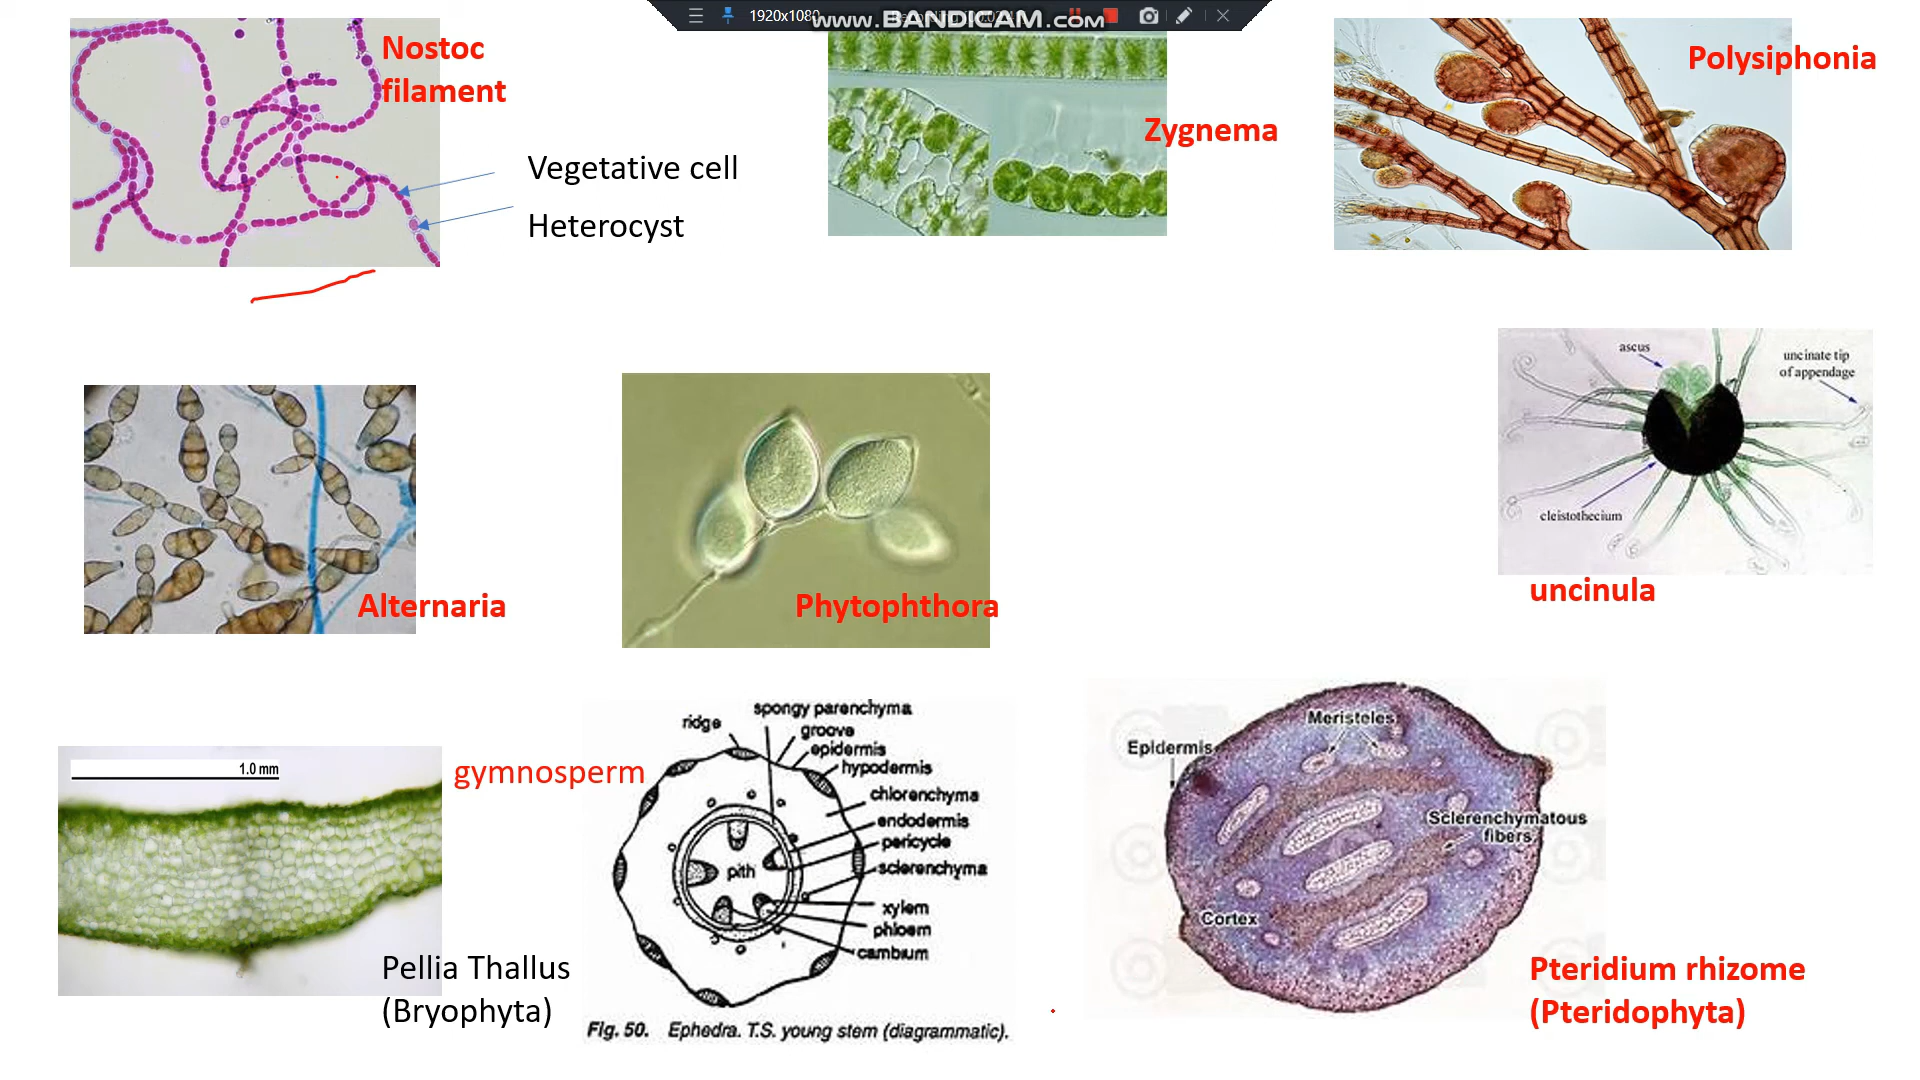 1920x1080
www.BANDICAM.com
Nostoc
filament
Vegetative cell
Heterocyst
Zygnema
Polysiphonia
Alternaria
Phytophthora
ascus
uncinate tip
of appendage
cleistothecium
uncinula
1.0 mm
Pellia Thallus
(Bryophyta)
gymnosperm
ridge
spongy parenchyma
groove
epidermis
hypodermis
chlorenchyma
endodermis
pericycle
sclerenchyma
xylem
phloem
cambium
pith
Fig. 50. Ephedra. T.S. young stem (diagrammatic).
Epidermis
Meristeles
Sclerenchymatous
fibers
Cortex
Pteridium rhizome
(Pteridophyta)